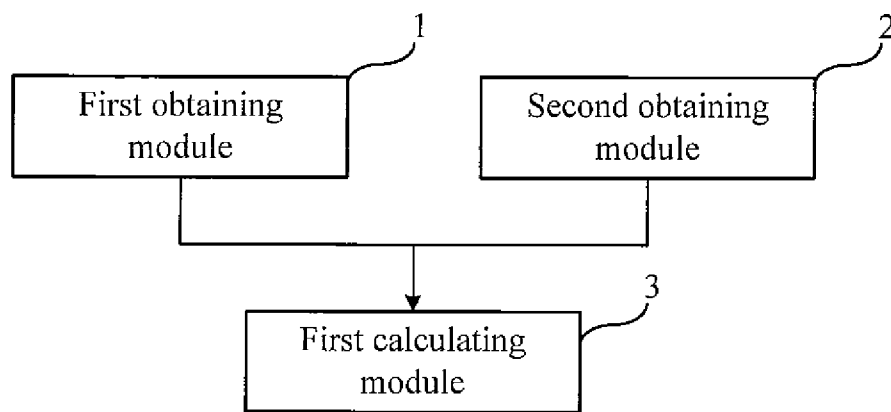 1
2
First obtaining
module
Second obtaining
module
3
First calculating
module